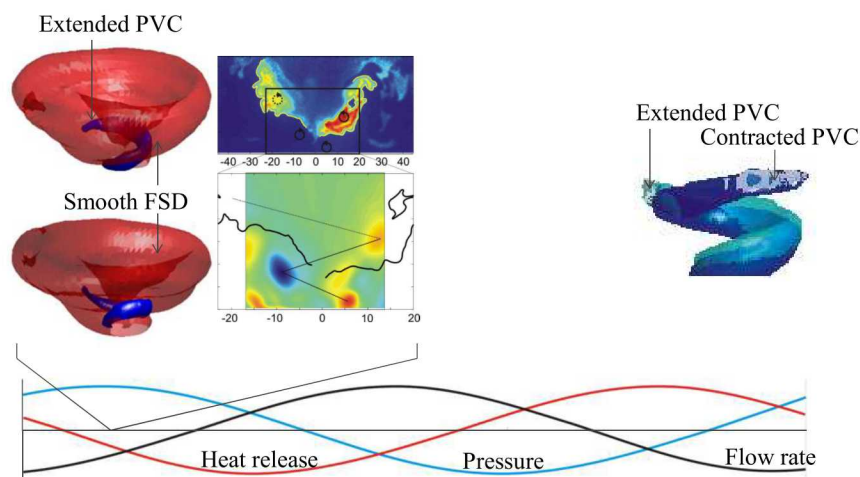 Extended PVC
Smooth FSD
-40 -30 -20 -10 0 10 20 30 40
-20 -10 0 10 20
Extended PVC
Contracted PVC
Heat release
Pressure
Flow rate